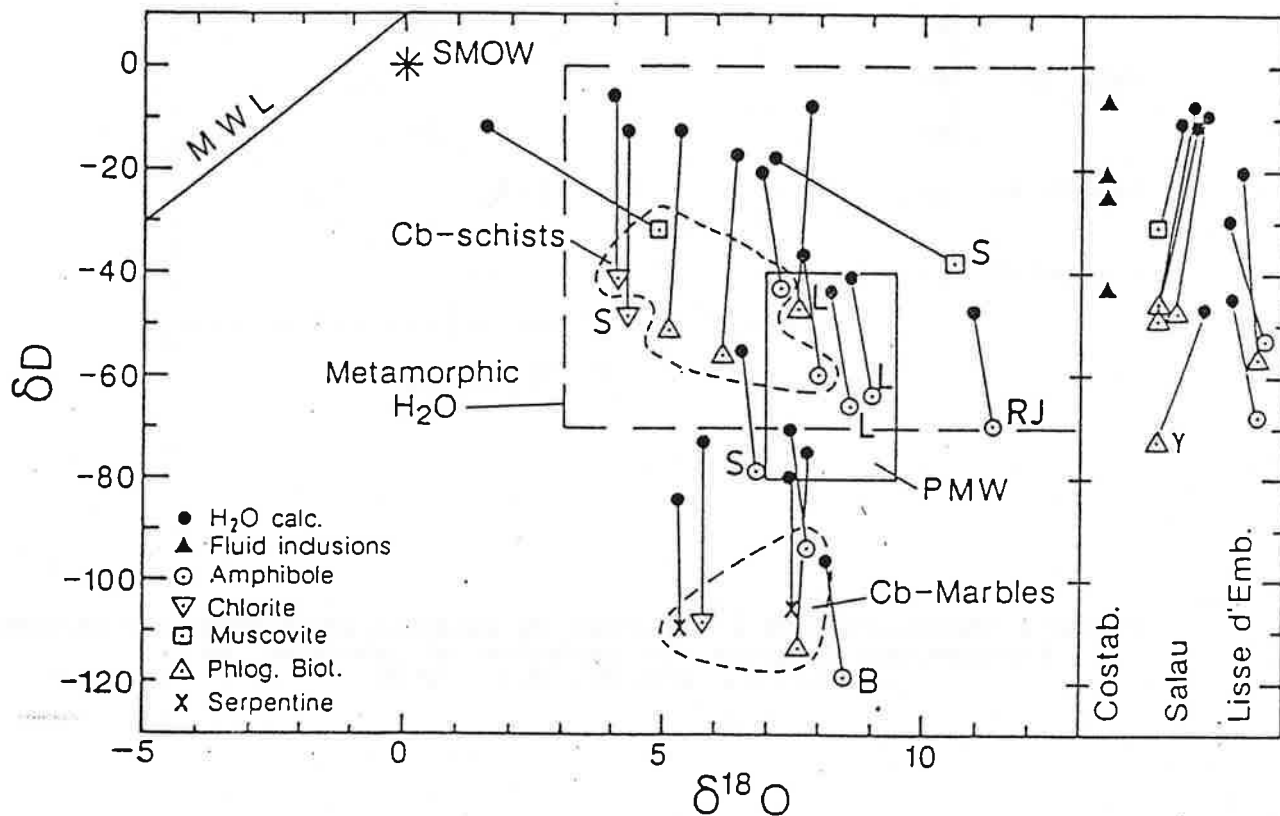 SMOW
MWL
Cb-schists
S
S
L
L
L
Metamorphic
H₂O
RJ
S
PMW
Cb-Marbles
B
Y
● H₂O calc.
▲ Fluid indusions
Amphibole
Chlorite
Muscovite
Phlog. Biot.
Serpentine
δD
0
-20
-40
-60
-80
-100
-120
-5
0
5
10
δ¹⁸O
Costab.
Salau
Lisse d'Emb.